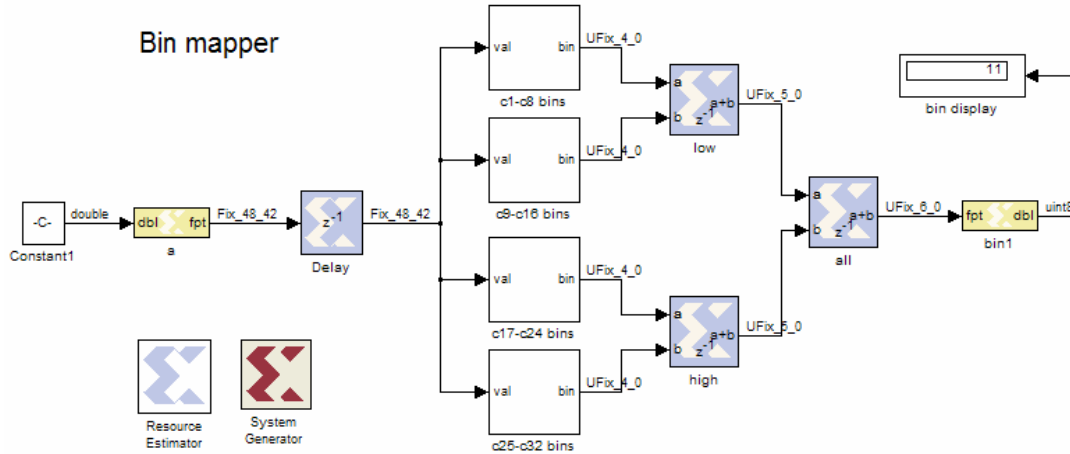 Bin mapper
-C-
Constant1
double
dbl
fpt
a
Fix_48_42
z-1
Delay
Fix_48_42
val
bin
c1-c8 bins
UFix_4_0
val
bin
c9-c16 bins
UFix_4_0
val
bin
c17-c24 bins
UFix_4_0
val
bin
c25-c32 bins
UFix_4_0
a
b
a+b
z-1
low
UFix_5_0
a
b
a+b
z-1
high
UFix_5_0
a
b
a+b
z-1
all
UFix_6_0
fpt
dbl
bin1
uint8
11
bin display
Resource
Estimator
System
Generator